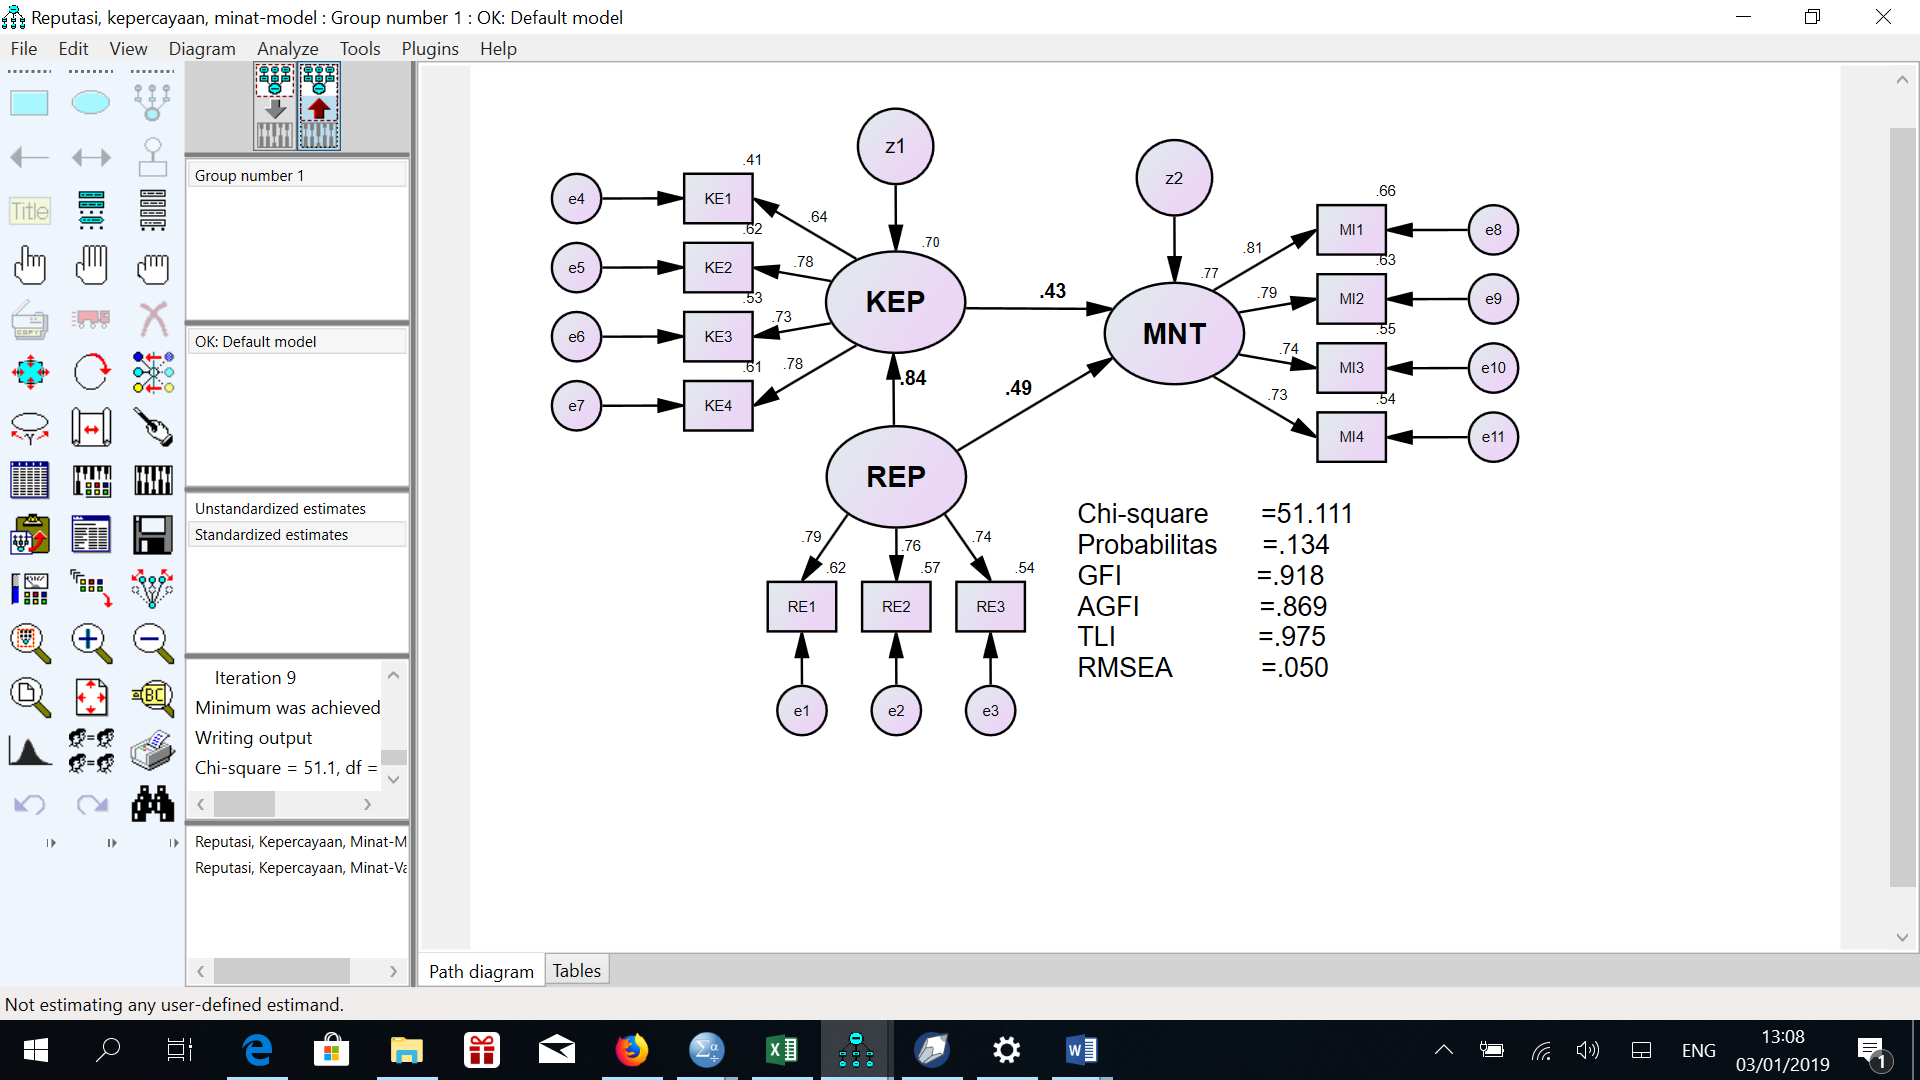 Reputasi, kepercayaan, minat-model : Group number 1 : OK: Default model
File Edit View Diagram Analyze Tools Plugins Help
Title
COPY
γ
BC
Group number 1
OK: Default model
Unstandardized estimates
Standardized estimates
Iteration 9
Minimum was achieved
Writing output
Chi-square = 51.1, df =
Reputasi, Kepercayaan, Minat-M
Reputasi, Kepercayaan, Minat-Va
z1
z2
.41
e4
KE1
.64
.62
e5
KE2
.78
.53
e6
KE3
.73
.61
e7
KE4
.78
.70
KEP
.43
.84
.49
.77
MNT
.66
.81
MI1
e8
.63
.79
MI2
e9
.55
.74
MI3
e10
.54
.73
MI4
e11
REP
.79
.76
.74
.62
.57
.54
RE1
RE2
RE3
e1
e2
e3
Chi-square =51.111
Probabilitas =.134
GFI =.918
AGFI =.869
TLI =.975
RMSEA =.050
Path diagram
Tables
Not estimating any user-defined estimand.
ENG
13:08
03/01/2019
1